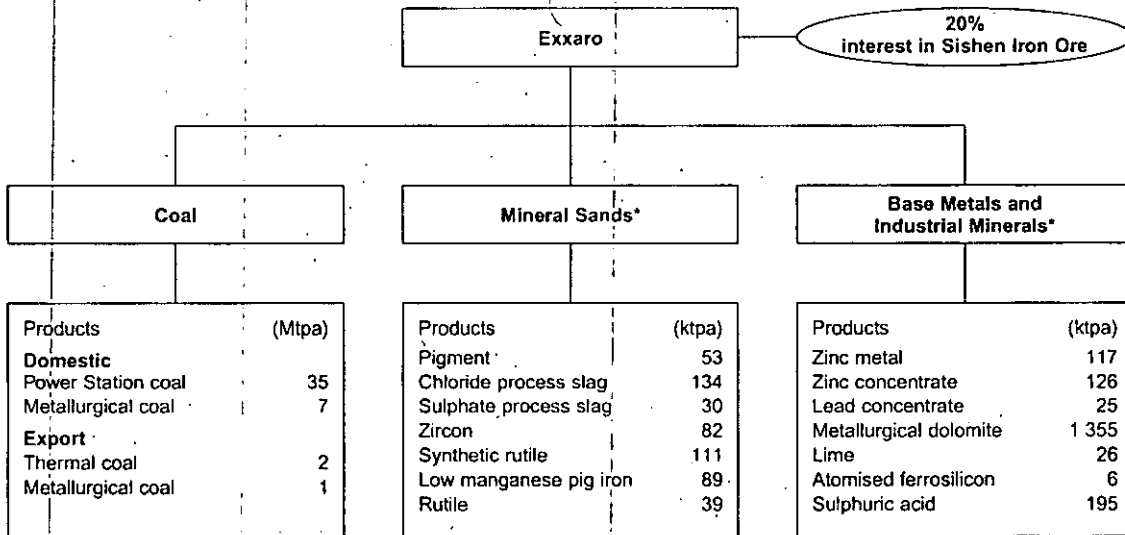 Exxaro
20%
interest in Sishen Iron Ore
Coal
Mineral Sands*
Base Metals and
Industrial Minerals*
Products (Mtpa)
Domestic
Power Station coal 35
Metallurgical coal 7
Export
Thermal coal 2
Metallurgical coal 1
Products (ktpa)
Pigment 53
Chloride process slag 134
Sulphate process slag 30
Zircon 82
Synthetic rutile 111
Low manganese pig iron 89
Rutile 39
Products (ktpa)
Zinc metal 117
Zinc concentrate 126
Lead concentrate 25
Metallurgical dolomite 1 355
Lime 26
Atomised ferrosilicon 6
Sulphuric acid 195